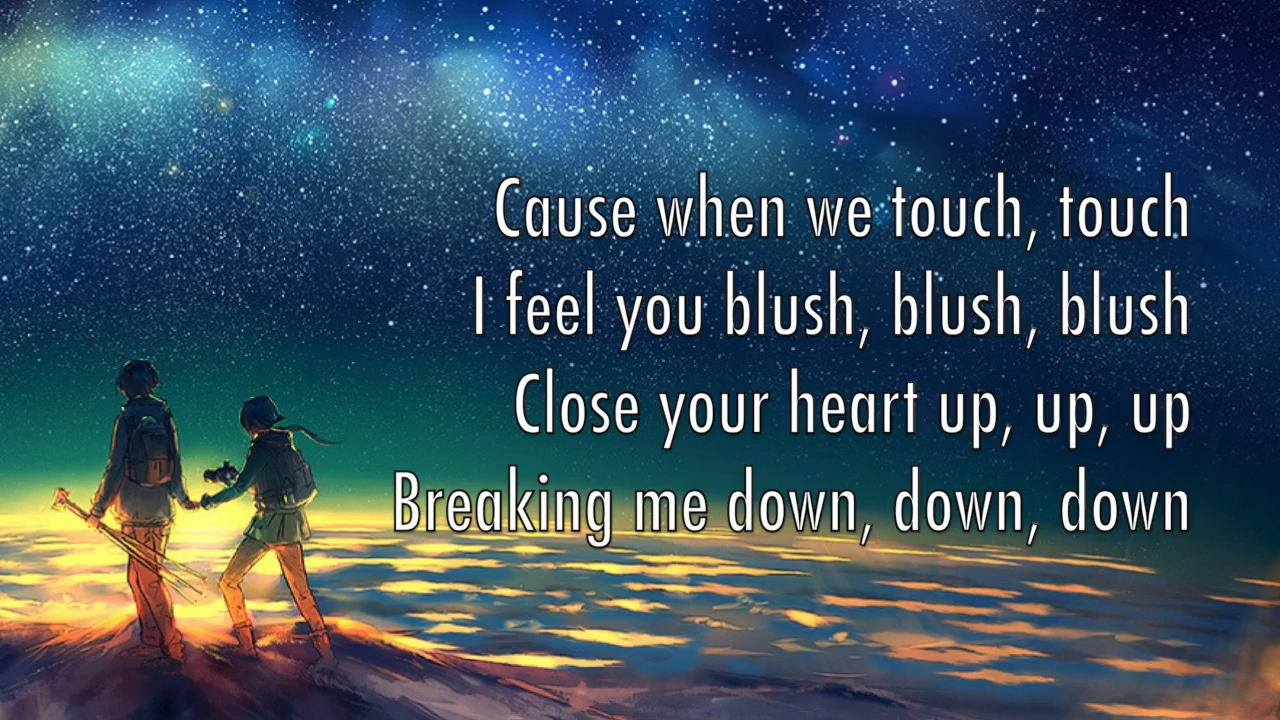 Cause when we touch, touch
I feel you blush, blush, blush
Close your heart up, up, up
Breaking me down, down, down